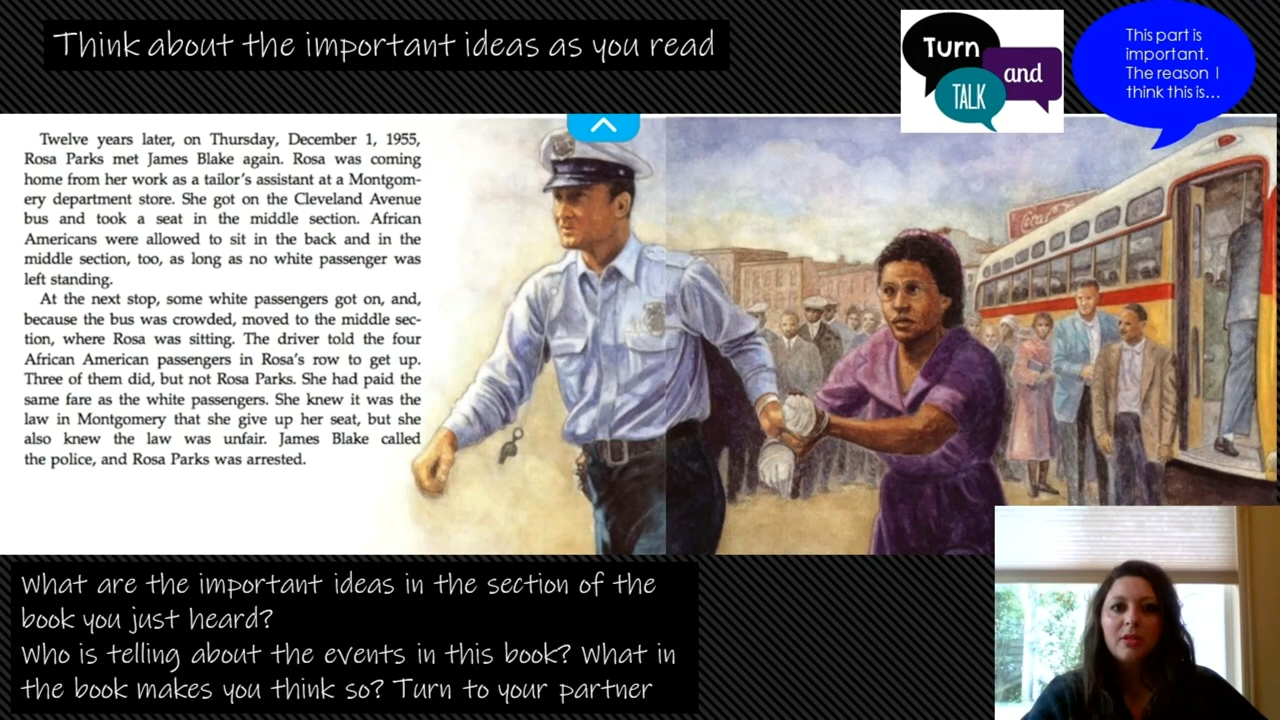 Think about the important ideas as you read
Turn
and
TALK
This part is
important.
The reason I
think this is...
Twelve years later, on Thursday, December 1, 1955,
Rosa Parks met James Blake again. Rosa was coming
home from her work as a tailor's assistant at a Montgom-
ery department store. She got on the Cleveland Avenue
bus and took a seat in the middle section. African
Americans were allowed to sit in the back and in the
middle section, too, as long as no white passenger was
left standing.
At the next stop, some white passengers got on, and,
because the bus was crowded, moved to the middle sec-
tion, where Rosa was sitting. The driver told the four
African American passengers in Rosa's row to get up.
Three of them did, but not Rosa Parks. She had paid the
same fare as the white passengers. She knew it was the
law in Montgomery that she give up her seat, but she
also knew the law was unfair. James Blake called
the police, and Rosa Parks was arrested.
Coca-Cola
What are the important ideas in the section of the
book you just heard?
Who is telling about the events in this book? What in
the book makes you think so? Turn to your partner